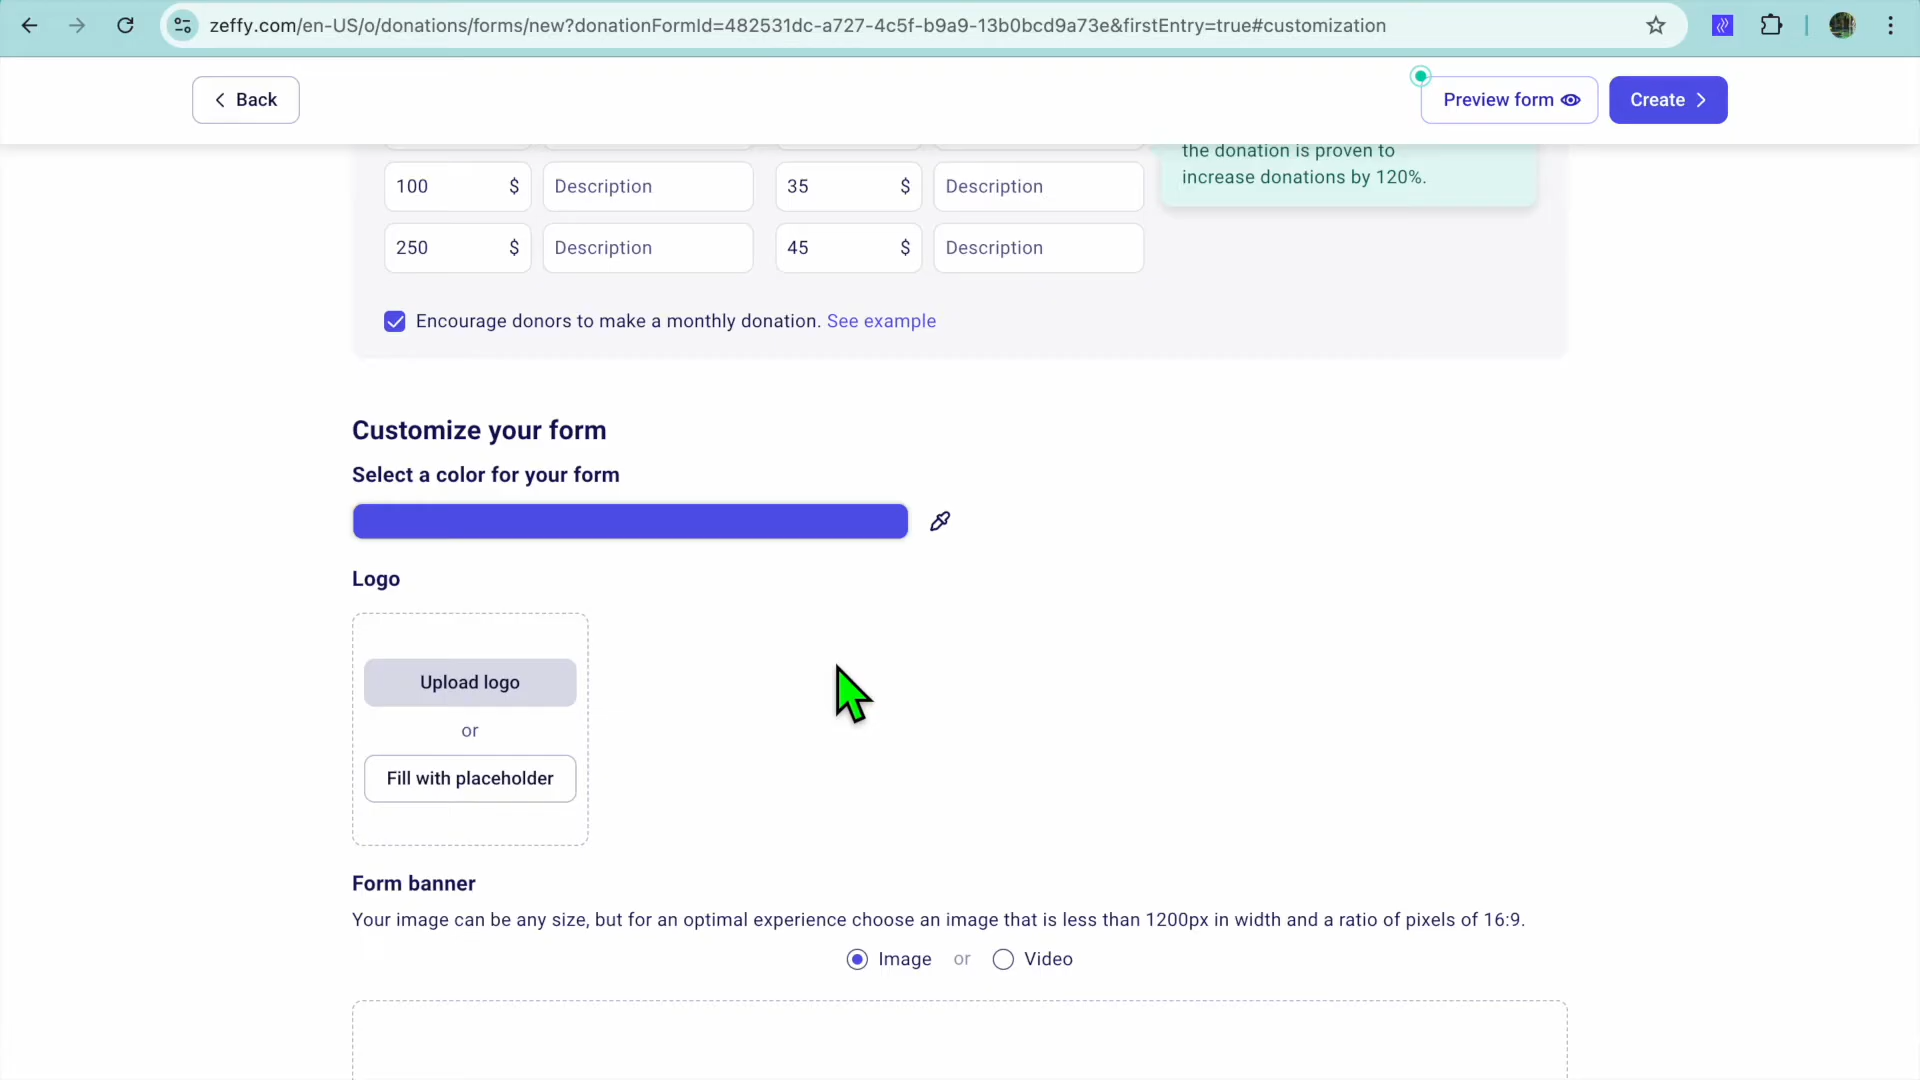 zeffy.com/en-US/o/donations/forms/new?donationFormId=482531dc-a727-4c5f-b9a9-13b0bcd9a73e&firstEntry=true#customization
Back
Preview form
Create
the donation is proven to
increase donations by 120%.
100 $ Description 35 $ Description
250 $ Description 45 $ Description
Encourage donors to make a monthly donation. See example
Customize your form
Select a color for your form
Logo
Upload logo
or
Fill with placeholder
Form banner
Your image can be any size, but for an optimal experience choose an image that is less than 1200px in width and a ratio of pixels of 16:9.
Image or Video